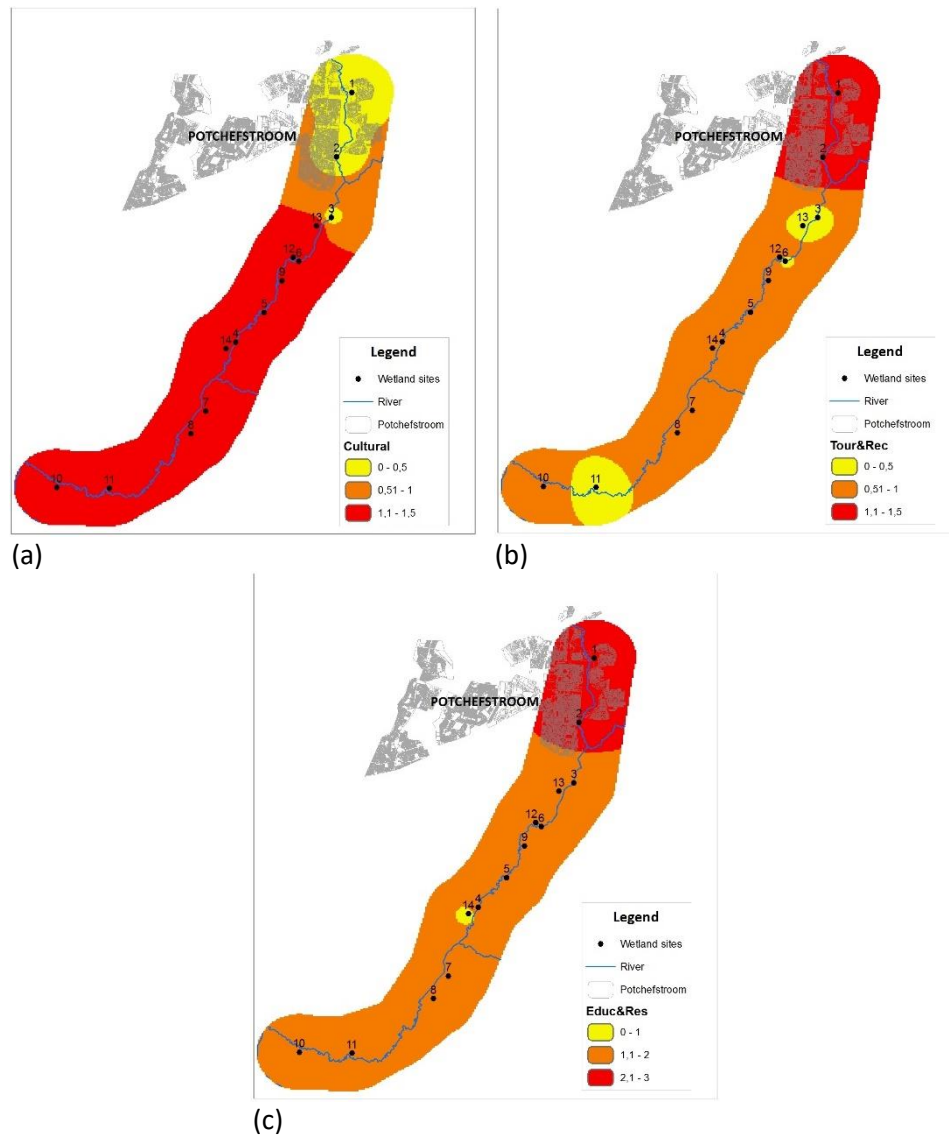 1
POTCHEFSTROOM
2
3
13
12 6
9
5
4
14
7
8
10
11
Legend
Wetland sites
River
Potchefstroom
Cultural
0 - 0,5
0,51 - 1
1,1 - 1,5
(a)
1
POTCHEFSTROOM
2
3
13
12 6
9
5
14 4
7
8
10
11
Legend
Wetland sites
River
Potchefstroom
Tour&Rec
0 - 0,5
0,51 - 1
1,1 - 1,5
(b)
1
POTCHEFSTROOM
2
3
13
12 6
9
5
14 4
7
8
10
11
Legend
Wetland sites
River
Potchefstroom
Educ&Res
0 - 1
1,1 - 2
2,1 - 3
(c)